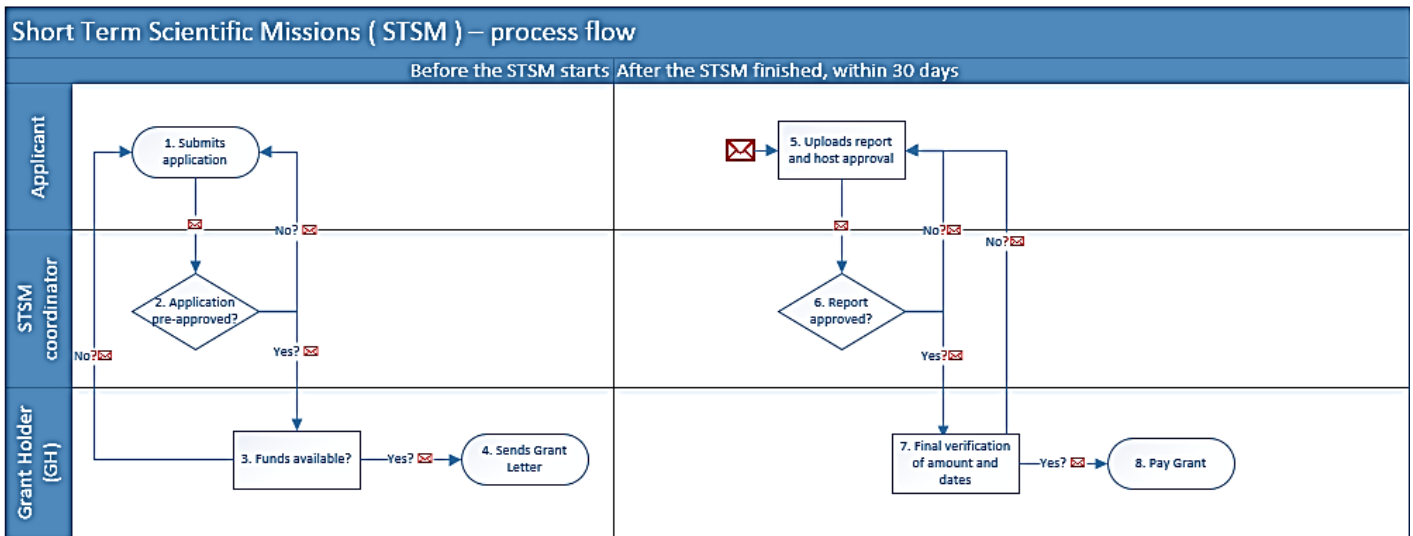 Short Term Scientific Missions ( STSM ) – process flow
Before the STSM starts
After the STSM finished, within 30 days
Applicant
1. Submits
application
No?
5. Uploads report
and host approval
No?
No?
STSM
coordinator
2. Application
pre-approved?
No?
Yes?
6. Report
approved?
Yes?
Grant Holder
(GH)
3. Funds available?
Yes?
4. Sends Grant
Letter
7. Final verification
of amount and
dates
Yes?
8. Pay Grant